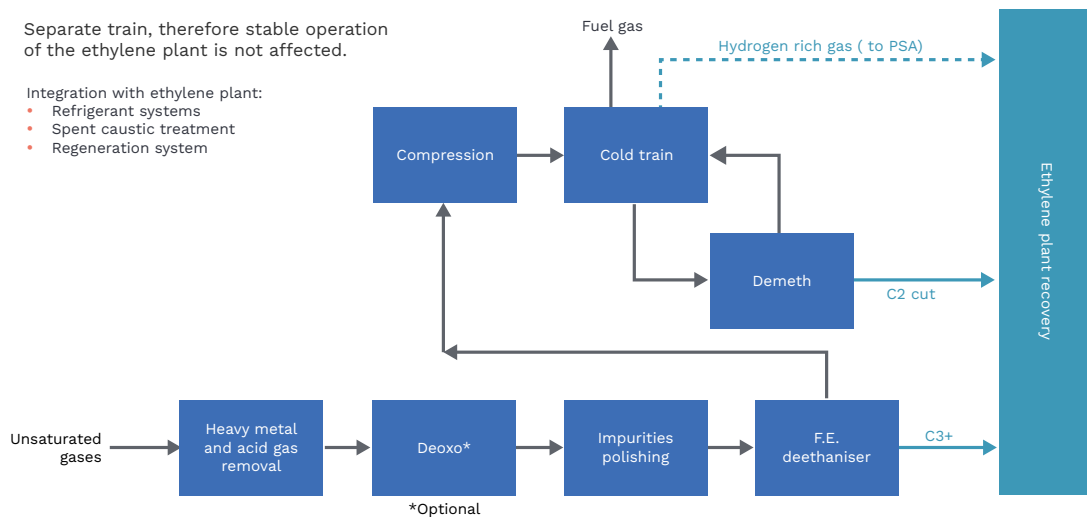 Separate train, therefore stable operation
of the ethylene plant is not affected.
Integration with ethylene plant:
• Refrigerant systems
• Spent caustic treatment
• Regeneration system
Fuel gas
Hydrogen rich gas ( to PSA)
Compression
Cold train
Demeth
C2 cut
Ethylene plant recovery
Unsaturated
gases
Heavy metal
and acid gas
removal
Deoxo*
*Optional
Impurities
polishing
F.E.
deethaniser
C3+